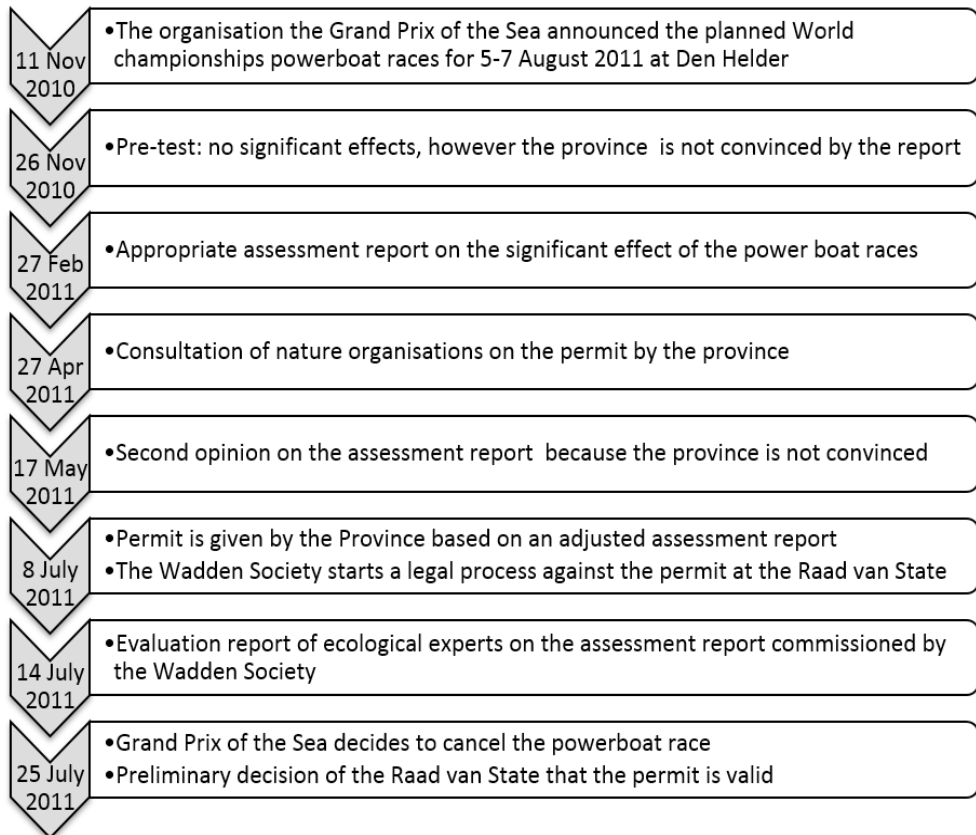 11 Nov
2010
•The organisation the Grand Prix of the Sea announced the planned World
championships powerboat races for 5-7 August 2011 at Den Helder
26 Nov
2010
•Pre-test: no significant effects, however the province is not convinced by the report
27 Feb
2011
•Appropriate assessment report on the significant effect of the power boat races
27 Apr
2011
•Consultation of nature organisations on the permit by the province
17 May
2011
•Second opinion on the assessment report because the province is not convinced
8 July
2011
•Permit is given by the Province based on an adjusted assessment report
•The Wadden Society starts a legal process against the permit at the Raad van State
14 July
2011
•Evaluation report of ecological experts on the assessment report commissioned by
the Wadden Society
25 July
2011
•Grand Prix of the Sea decides to cancel the powerboat race
•Preliminary decision of the Raad van State that the permit is valid